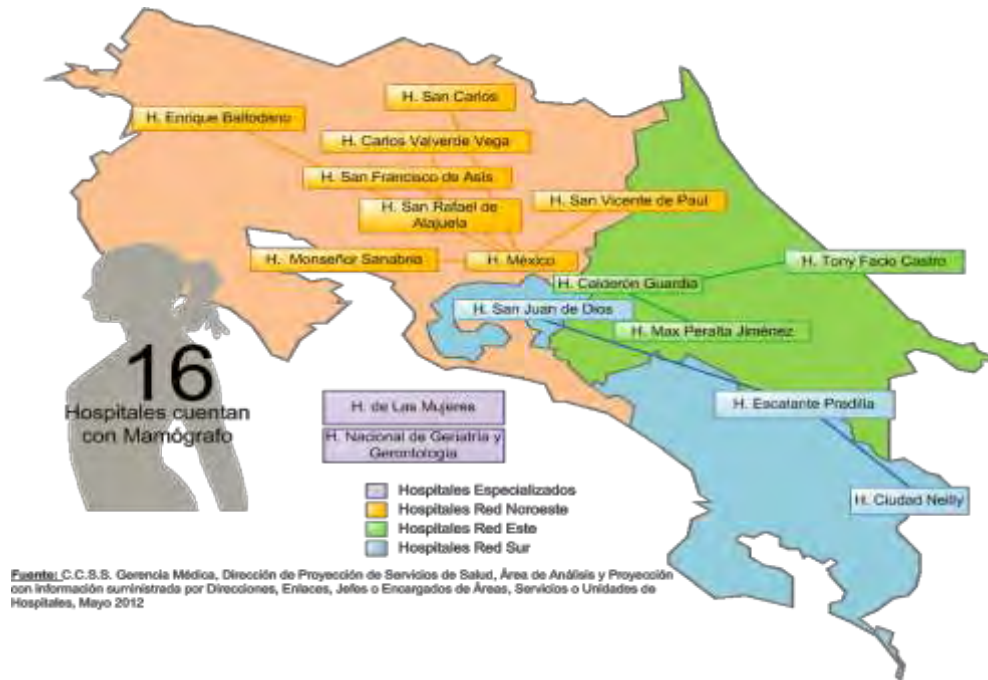 H. San Carlos
H. Enrique Baltodano
H. Carlos Valverde Vega
H. San Francisco de Asís
H. San Rafael de
Alajuela
H. San Vicente de Paul
H. Monseñor Sanabria
H. México
H. Tony Facio Castro
H. Calderón Guardia
H. San Juan de Dios
H. Max Peralta Jiménez
16
Hospitales cuentan
con Mamógrafo
H. de Las Mujeres
H. Escalante Pradilla
H. Nacional de Geriatría y
Gerontología
H. Ciudad Neilly
Hospitales Especializados
Hospitales Red Noroeste
Hospitales Red Este
Hospitales Red Sur
Fuente: C.C.S.S. Gerencia Médica, Dirección de Proyección de Servicios de Salud, Área de Análisis y Proyección
con información suministrada por Direcciones, Enlaces, Jefes o Encargados de Áreas, Servicios o Unidades de
Hospitales, Mayo 2012